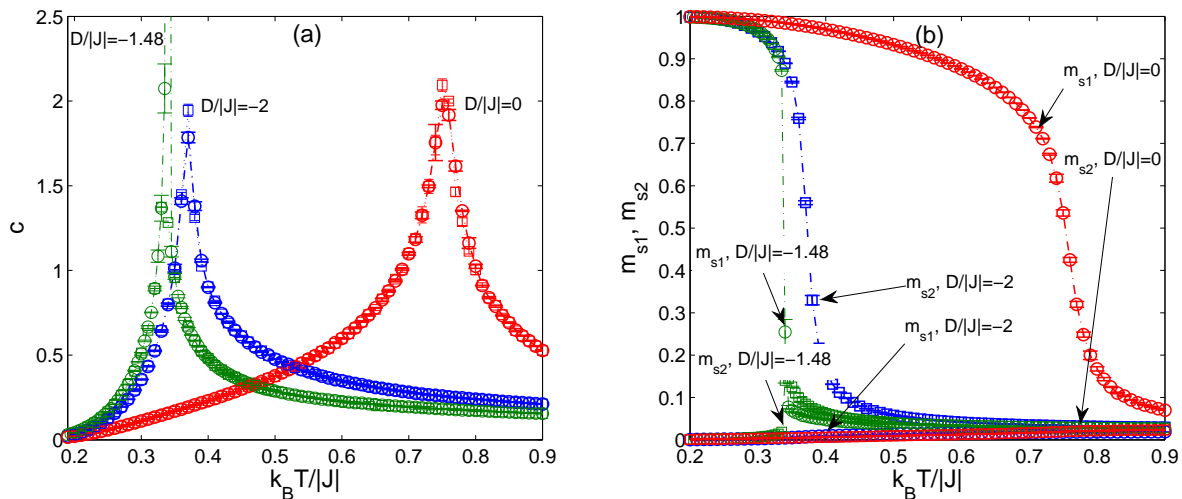 (a)
D/|J|=−1.48
D/|J|=−2
D/|J|=0
2.5
2
1.5
1
0.5
0
c
0.2 0.3 0.4 0.5 0.6 0.7 0.8 0.9
k_B T/|J|
(b)
m_s1, D/|J|=0
m_s2, D/|J|=0
m_s1, D/|J|=−1.48
m_s2, D/|J|=−2
m_s1, D/|J|=−2
m_s2, D/|J|=−1.48
1
0.9
0.8
0.7
0.6
0.5
0.4
0.3
0.2
0.1
0
m_s1, m_s2
0.2 0.3 0.4 0.5 0.6 0.7 0.8 0.9
k_B T/|J|